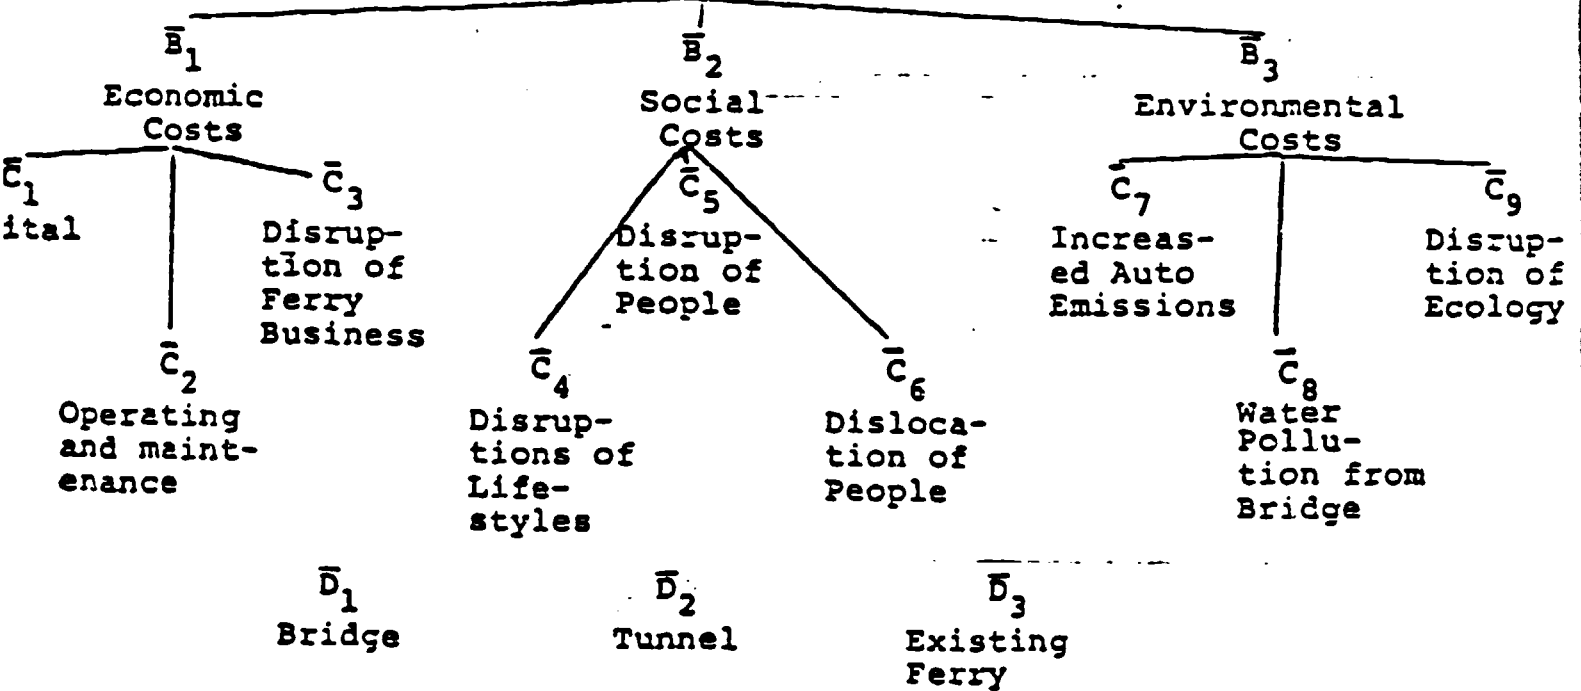 B̅1
Economic
Costs
B̅2
Social
Costs
B̅3
Environmental
Costs
C̅1
ital
C̅2
Operating
and maint-
enance
C̅3
Disrup-
tion of
Ferry
Business
C̅4
Disrup-
tions of
Life-
styles
C̅5
Disrup-
tion of
People
C̅6
Disloca-
tion of
People
C̅7
Increas-
ed Auto
Emissions
C̅8
Water
Pollu-
tion from
Bridge
C̅9
Disrup-
tion of
Ecology
D̅1
Bridge
D̅2
Tunnel
D̅3
Existing
Ferry